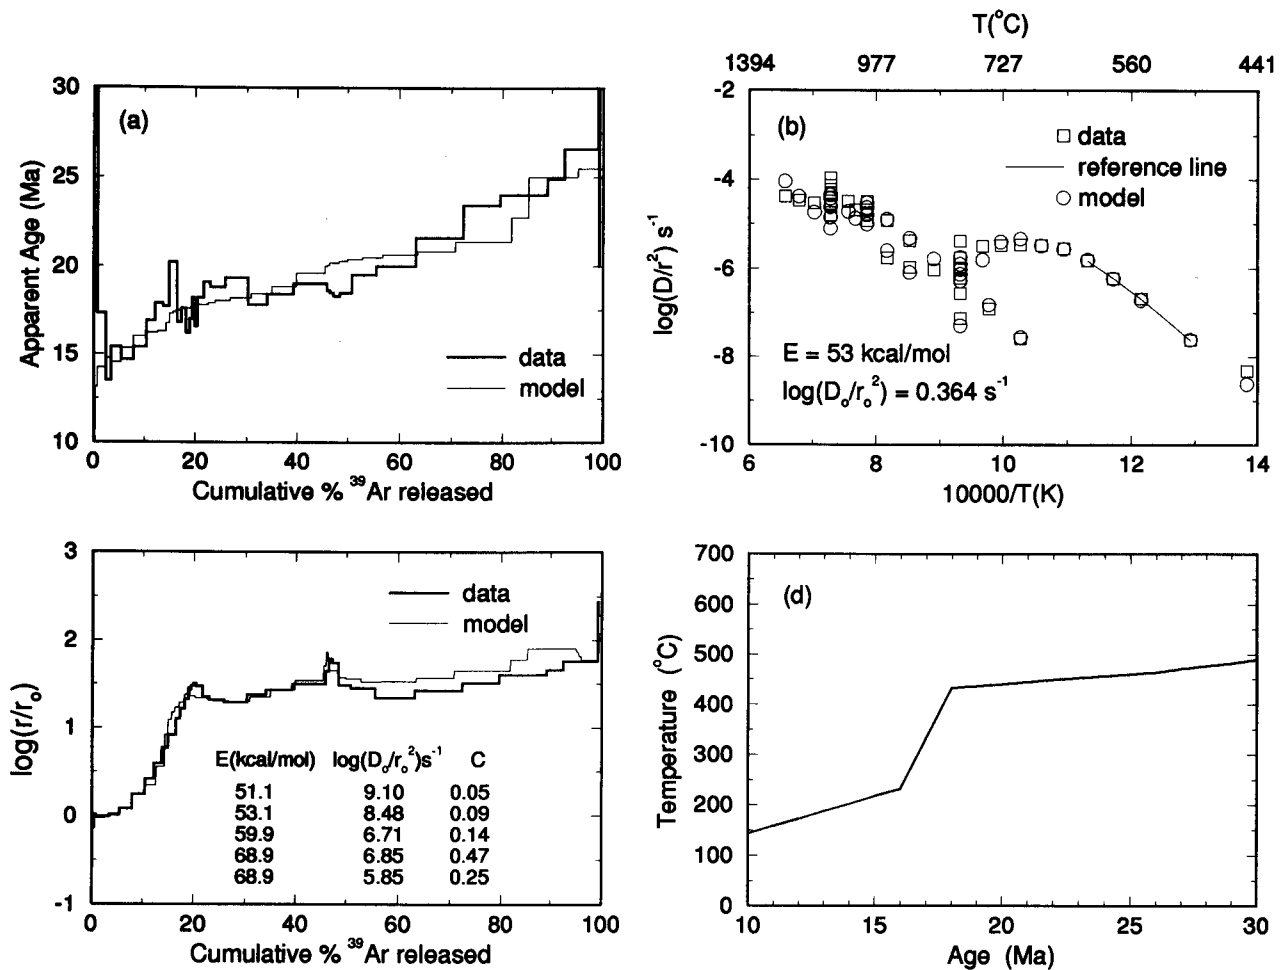 30
25
20
15
10
Apparent Age (Ma)
(a)
data
model
0 20 40 60 80 100
Cumulative % ³⁹Ar released
T(°C)
1394 977 727 560 441
-2
-4
-6
-8
-10
log(D/r²) s⁻¹
(b)
data
reference line
model
E = 53 kcal/mol
log(Dₒ/rₒ²) = 0.364 s⁻¹
6 8 10 12 14
10000/T(K)
3
2
1
0
-1
log(r/rₒ)
data
model
E(kcal/mol) log(Dₒ/rₒ²)s⁻¹ C
51.1 9.10 0.05
53.1 8.48 0.09
59.9 6.71 0.14
68.9 6.85 0.47
68.9 5.85 0.25
0 20 40 60 80 100
Cumulative % ³⁹Ar released
700
600
500
400
300
200
100
0
Temperature (°C)
(d)
10 15 20 25 30
Age (Ma)